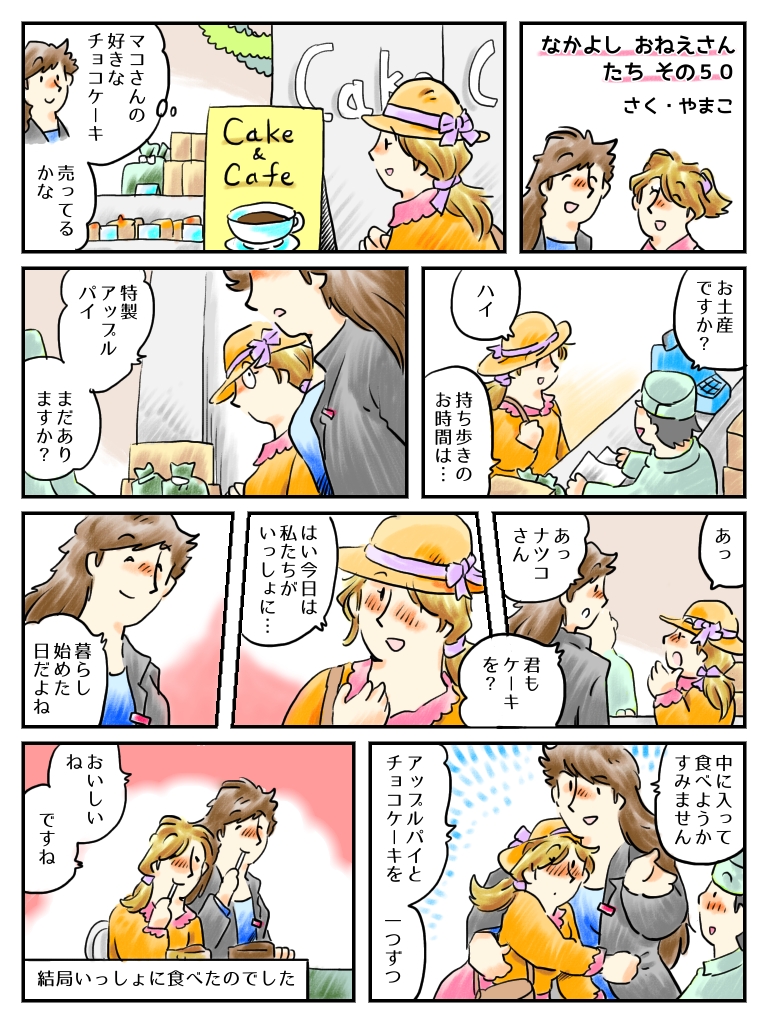 なかよし おねえさん
たち その50
さく・やまこ
マコさんの
好きな
チョコケーキ
売ってる
かな
Cake
Cake
&
Cafe
C
お土産
ですか?
ハイ
持ち歩きの
お時間は…
特製
アップル
パイ
まだあり
ますか?
あっ
あっ
ナツコ
さん
君も
ケーキ
を?
はい今日は
私たちが
いっしょに…
暮らし
始めた
日だよね
中に入って
食べようか
すみません
アップルパイと
チョコケーキを
一つずつ
おいしい
ね
ですね
結局いっしょに食べたのでした